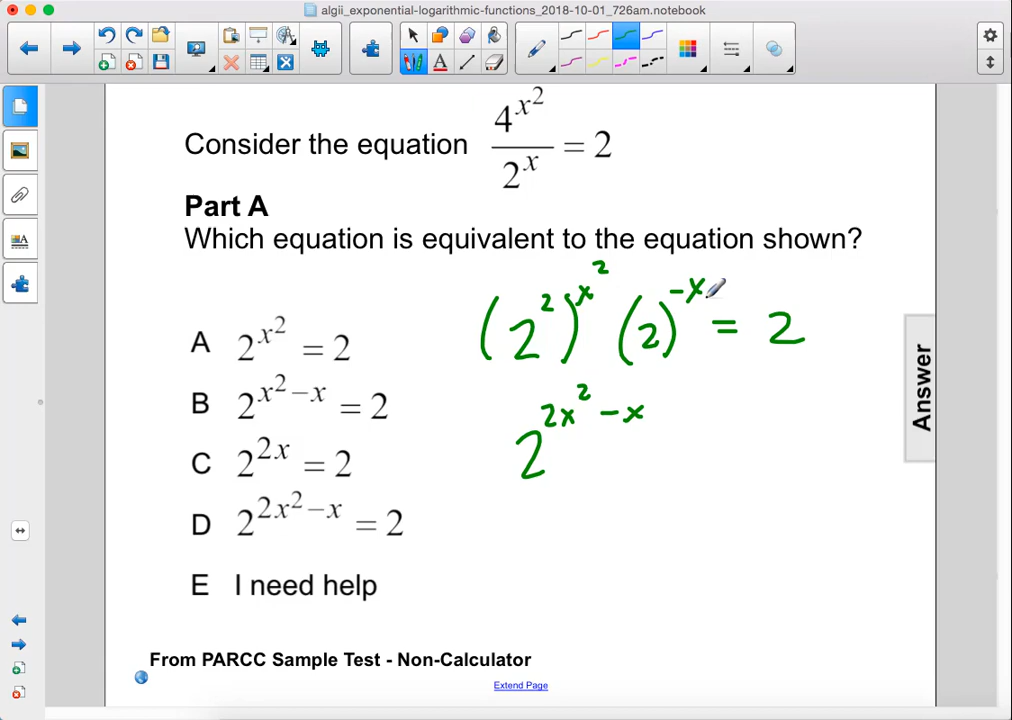 algii_exponential-logarithmic-functions_2018-10-01_726am.notebook
Consider the equation 4^{x^2} / 2^x = 2
Part A
Which equation is equivalent to the equation shown?
(2^2)^{x^2} (2)^{-x} = 2
A 2^{x^2} = 2
B 2^{x^2-x} = 2
2^{2x^2-x}
C 2^{2x} = 2
D 2^{2x^2-x} = 2
E I need help
Answer
From PARCC Sample Test - Non-Calculator
Extend Page